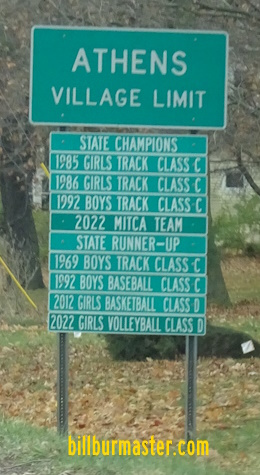 ATHENS
VILLAGE LIMIT
STATE CHAMPIONS
1985 GIRLS TRACK CLASS C
1986 GIRLS TRACK CLASS C
1992 BOYS TRACK CLASS C
2022 MITCA TEAM
STATE RUNNER-UP
1969 BOYS TRACK CLASS C
1992 BOYS BASEBALL CLASS C
2012 GIRLS BASKETBALL CLASS D
2022 GIRLS VOLLEYBALL CLASS D
billburmaster.com